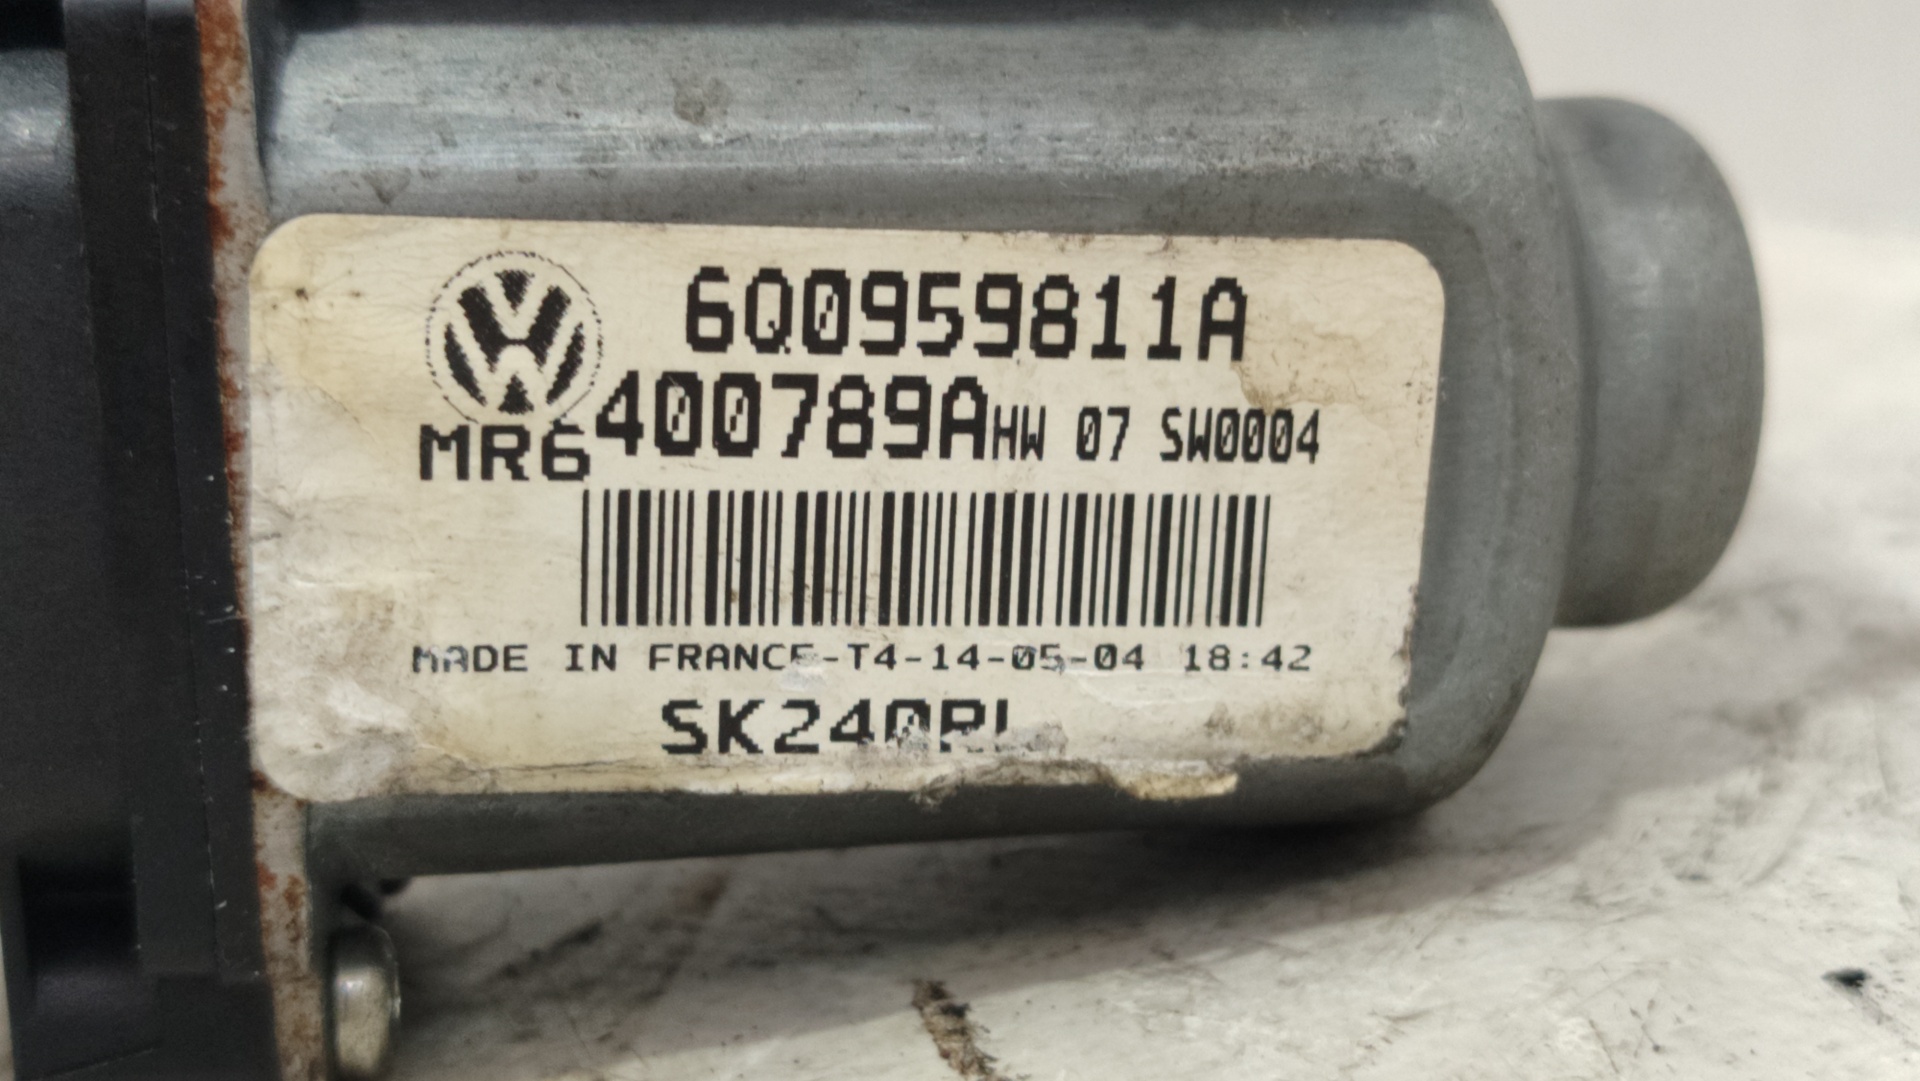 6Q0959811A
MR6 400789A HW 07 SW0004
MADE IN FRANCE-T4-14-05-04 18:42